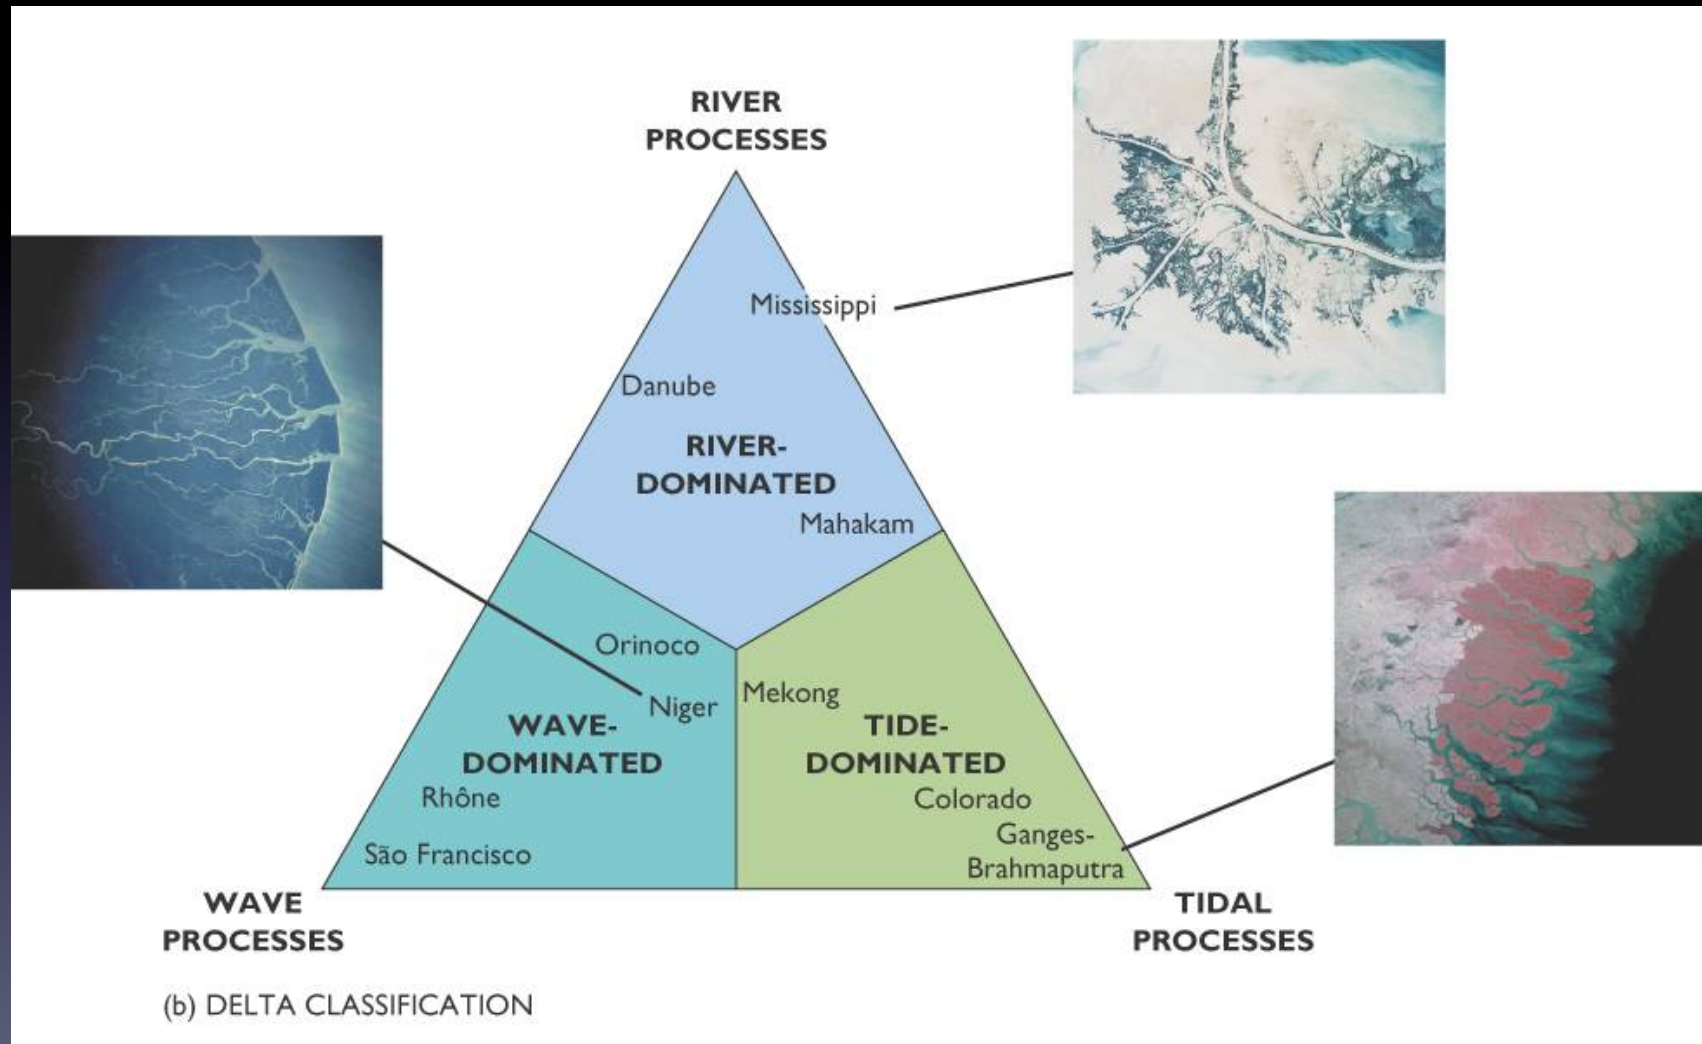 RIVER
PROCESSES
Mississippi
Danube
RIVER-
DOMINATED
Mahakam
Orinoco
Niger
Mekong
WAVE-
DOMINATED
TIDE-
DOMINATED
Rhône
Colorado
São Francisco
Ganges-
Brahmaputra
WAVE
PROCESSES
TIDAL
PROCESSES
(b) DELTA CLASSIFICATION